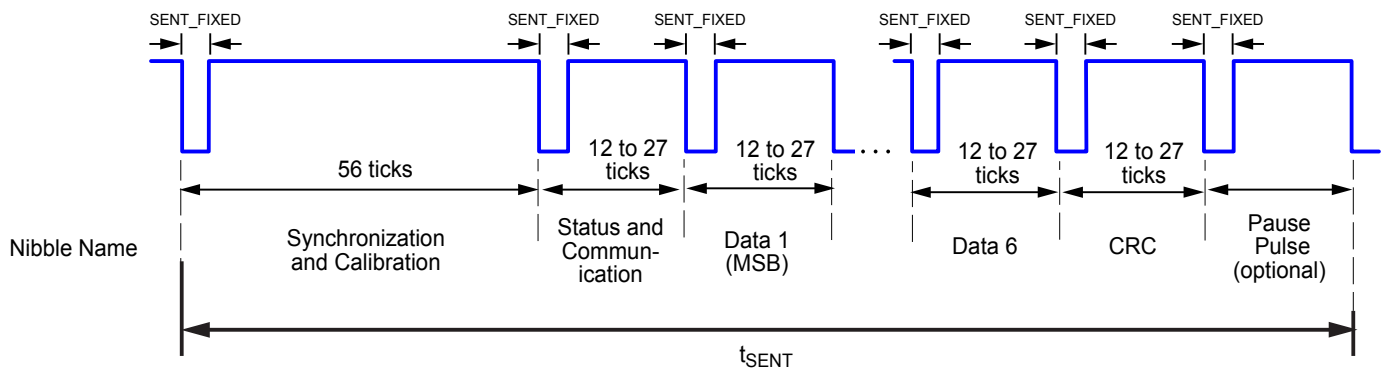 SENT_FIXED SENT_FIXED SENT_FIXED SENT_FIXED SENT_FIXED SENT_FIXED
56 ticks
12 to 27
ticks
12 to 27
ticks
. . .
12 to 27
ticks
12 to 27
ticks
Nibble Name
Synchronization
and Calibration
Status and
Commun-
ication
Data 1
(MSB)
Data 6
CRC
Pause
Pulse
(optional)
tSENT